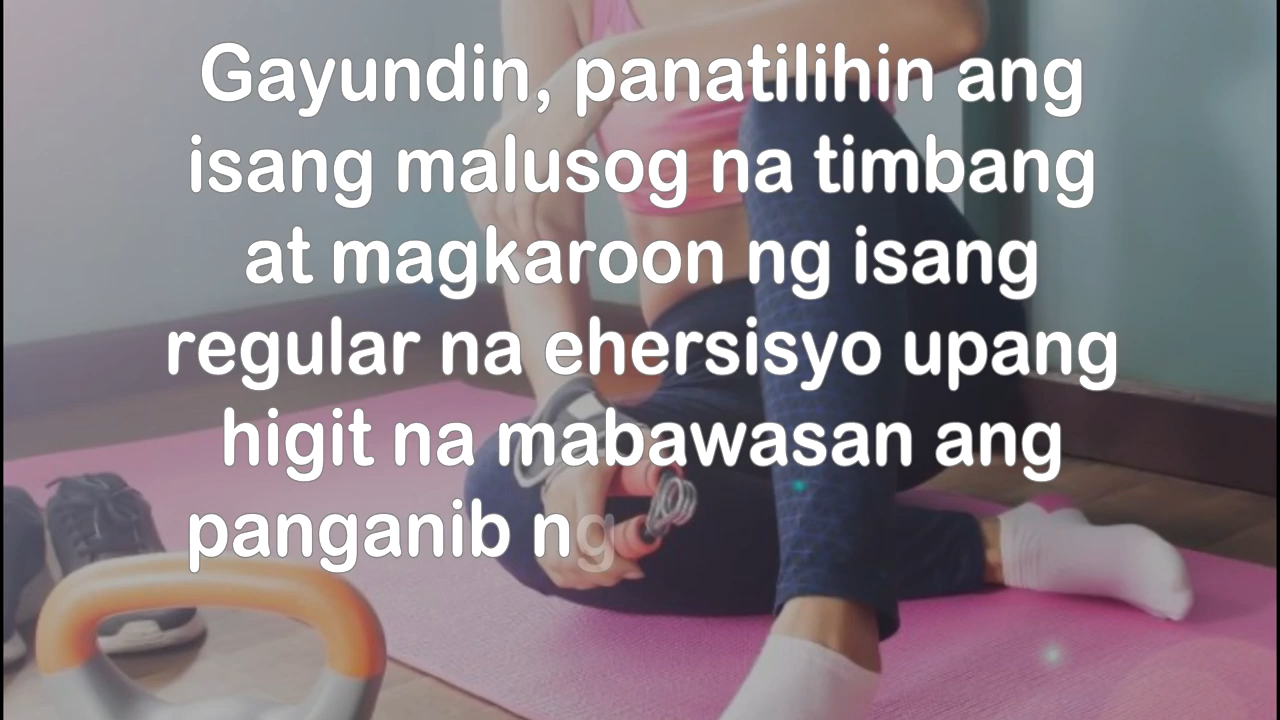 Gayundin, panatilihin ang
isang malusog na timbang
at magkaroon ng isang
regular na ehersisyo upang
higit na mabawasan ang
panganib ng